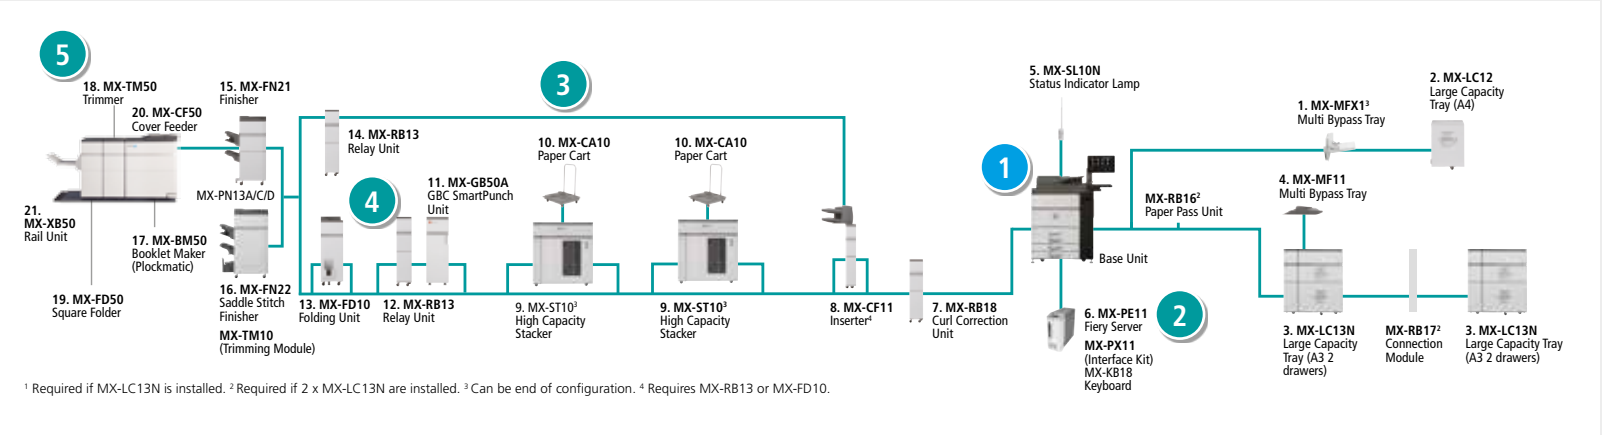 5
18. MX-TM50
Trimmer
20. MX-CF50
Cover Feeder
21.
MX-XB50
Rail Unit
17. MX-BM50
Booklet Maker
(Plockmatic)
19. MX-FD50
Square Folder
15. MX-FN21
Finisher
MX-PN13A/C/D
16. MX-FN22
Saddle Stitch
Finisher
MX-TM10
(Trimming Module)
3
14. MX-RB13
Relay Unit
4
11. MX-GB50A
GBC SmartPunch
Unit
13. MX-FD10
Folding Unit
12. MX-RB13
Relay Unit
10. MX-CA10
Paper Cart
9. MX-ST10³
High Capacity
Stacker
10. MX-CA10
Paper Cart
9. MX-ST10³
High Capacity
Stacker
8. MX-CF11
Inserter⁴
7. MX-RB18
Curl Correction
Unit
5. MX-SL10N
Status Indicator Lamp
1
Base Unit
6. MX-PE11
Fiery Server
MX-PX11
(Interface Kit)
MX-KB18
Keyboard
2
1. MX-MFX1³
Multi Bypass Tray
2. MX-LC12
Large Capacity
Tray (A4)
MX-RB16²
Paper Pass Unit
4. MX-MF11
Multi Bypass Tray
3. MX-LC13N
Large Capacity
Tray (A3 2
drawers)
MX-RB17²
Connection
Module
3. MX-LC13N
Large Capacity Tray
(A3 2 drawers)
¹ Required if MX-LC13N is installed. ² Required if 2 x MX-LC13N are installed. ³ Can be end of configuration. ⁴ Requires MX-RB13 or MX-FD10.